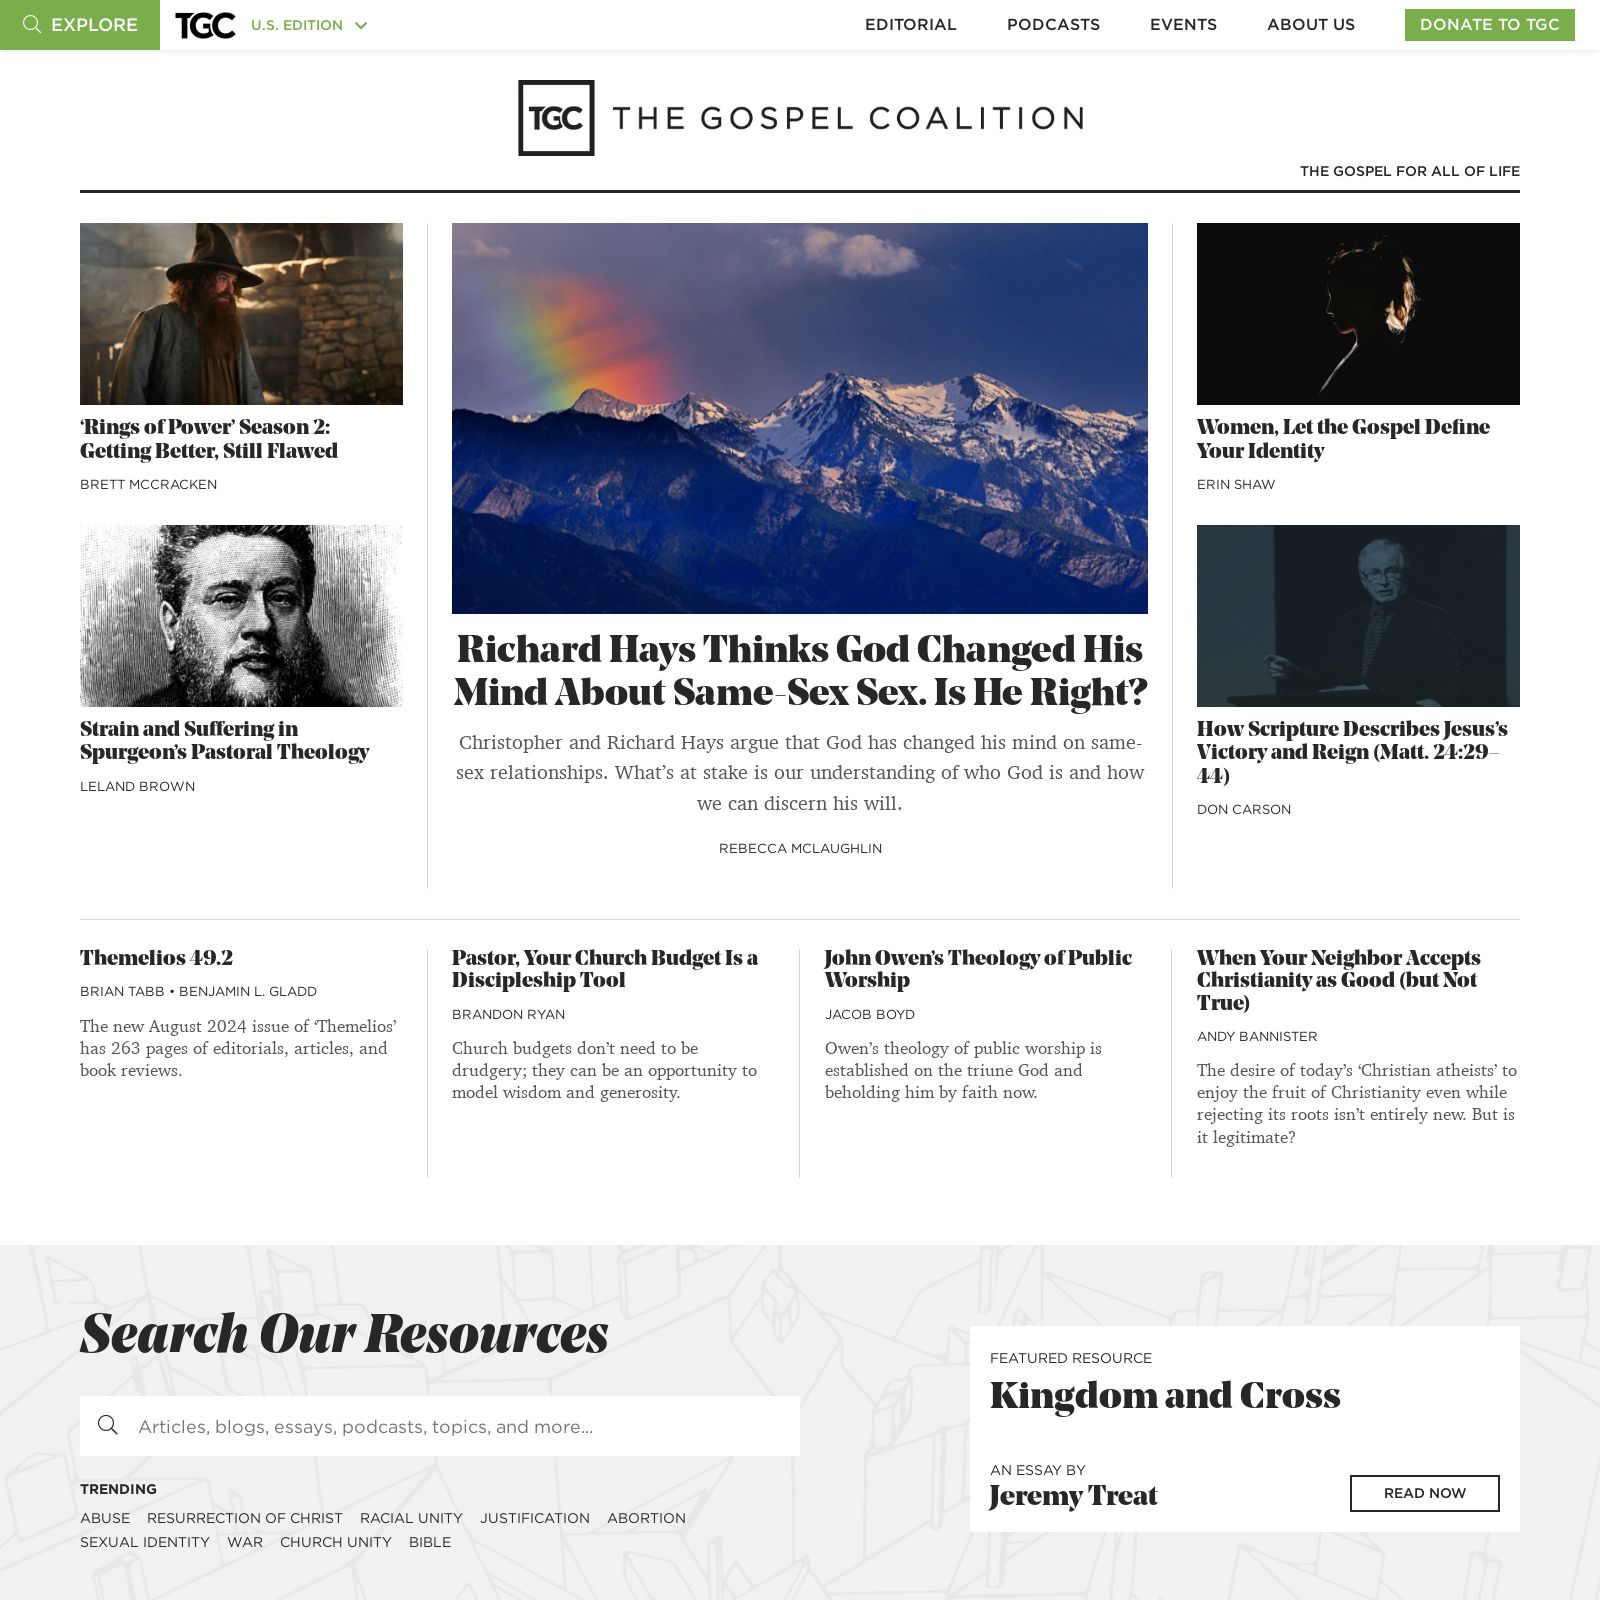 EXPLORE
TGC
U.S. EDITION
EDITORIAL
PODCASTS
EVENTS
ABOUT US
DONATE TO TGC
TGC
THE GOSPEL COALITION
THE GOSPEL FOR ALL OF LIFE
‘Rings of Power’ Season 2:
Getting Better, Still Flawed
BRETT MCCRACKEN
Strain and Suffering in
Spurgeon’s Pastoral Theology
LELAND BROWN
Richard Hays Thinks God Changed His
Mind About Same-Sex Sex. Is He Right?
Christopher and Richard Hays argue that God has changed his mind on same-
sex relationships. What’s at stake is our understanding of who God is and how
we can discern his will.
REBECCA MCLAUGHLIN
Women, Let the Gospel Define
Your Identity
ERIN SHAW
How Scripture Describes Jesus’s
Victory and Reign (Matt. 24:29–
44)
DON CARSON
Themelios 49.2
BRIAN TABB • BENJAMIN L. GLADD
The new August 2024 issue of ‘Themelios’
has 263 pages of editorials, articles, and
book reviews.
Pastor, Your Church Budget Is a
Discipleship Tool
BRANDON RYAN
Church budgets don’t need to be
drudgery; they can be an opportunity to
model wisdom and generosity.
John Owen’s Theology of Public
Worship
JACOB BOYD
Owen’s theology of public worship is
established on the triune God and
beholding him by faith now.
When Your Neighbor Accepts
Christianity as Good (but Not
True)
ANDY BANNISTER
The desire of today’s ‘Christian atheists’ to
enjoy the fruit of Christianity even while
rejecting its roots isn’t entirely new. But is
it legitimate?
Search Our Resources
Articles, blogs, essays, podcasts, topics, and more...
TRENDING
ABUSE RESURRECTION OF CHRIST RACIAL UNITY JUSTIFICATION ABORTION
SEXUAL IDENTITY WAR CHURCH UNITY BIBLE
FEATURED RESOURCE
Kingdom and Cross
AN ESSAY BY
Jeremy Treat
READ NOW